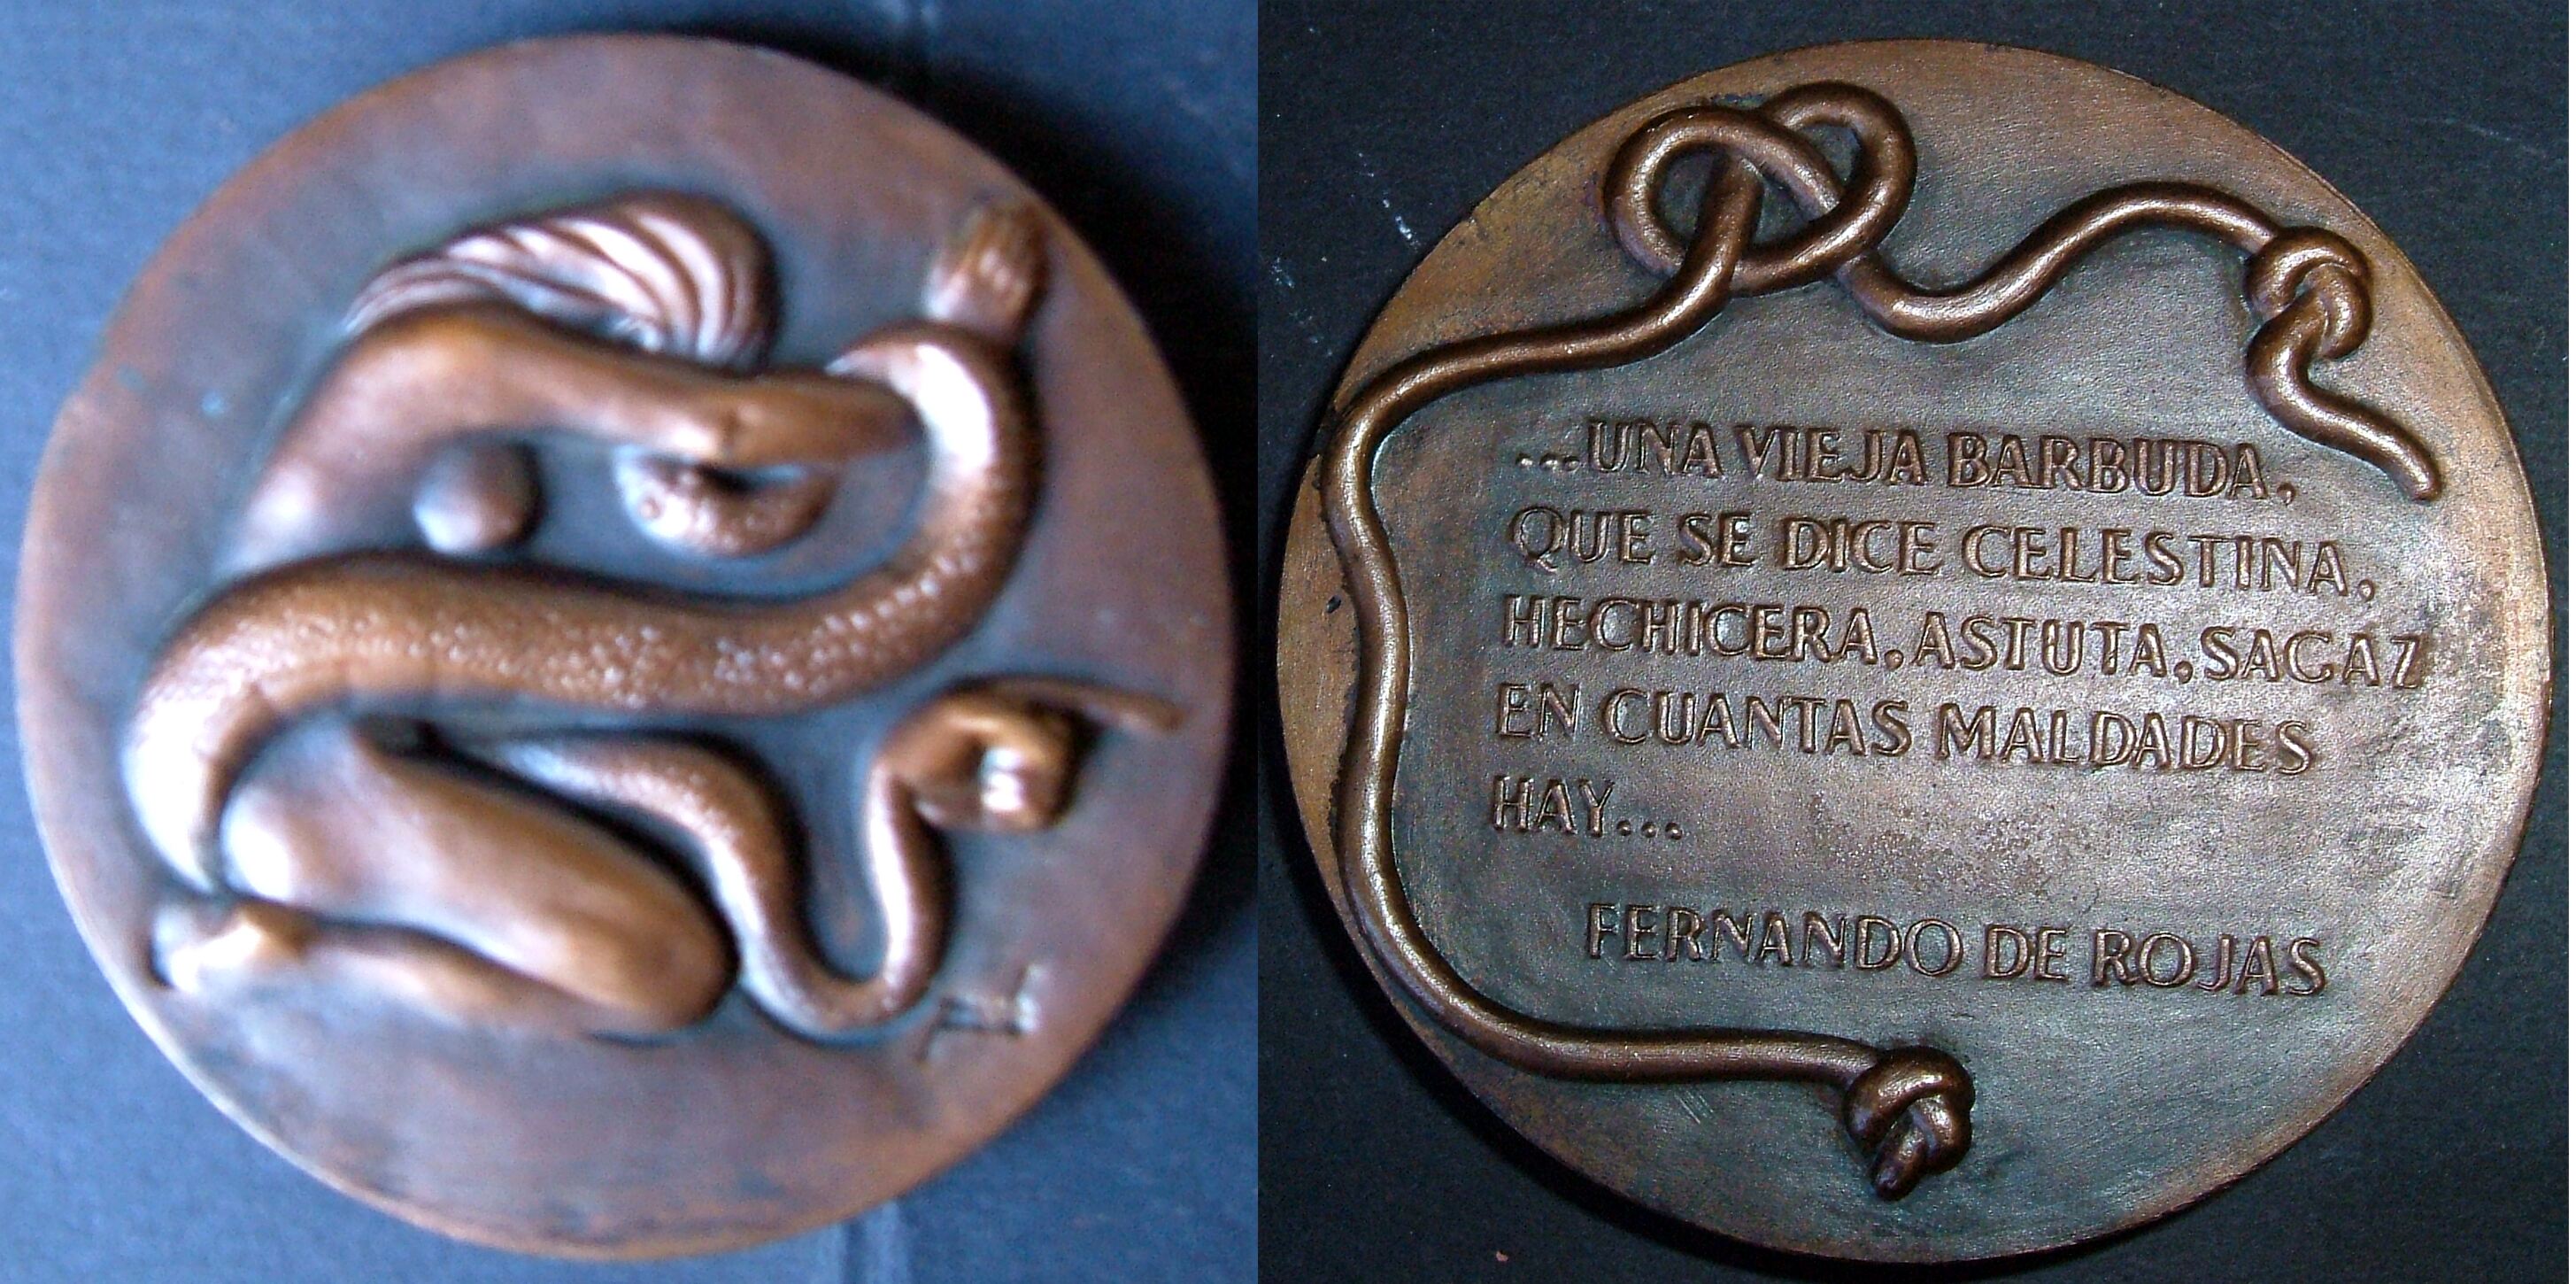 ...UNA VIEJA BARBUDA,
QUE SE DICE CELESTINA,
HECHICERA, ASTUTA, SAGAZ
EN CUANTAS MALDADES
HAY...
FERNANDO DE ROJAS